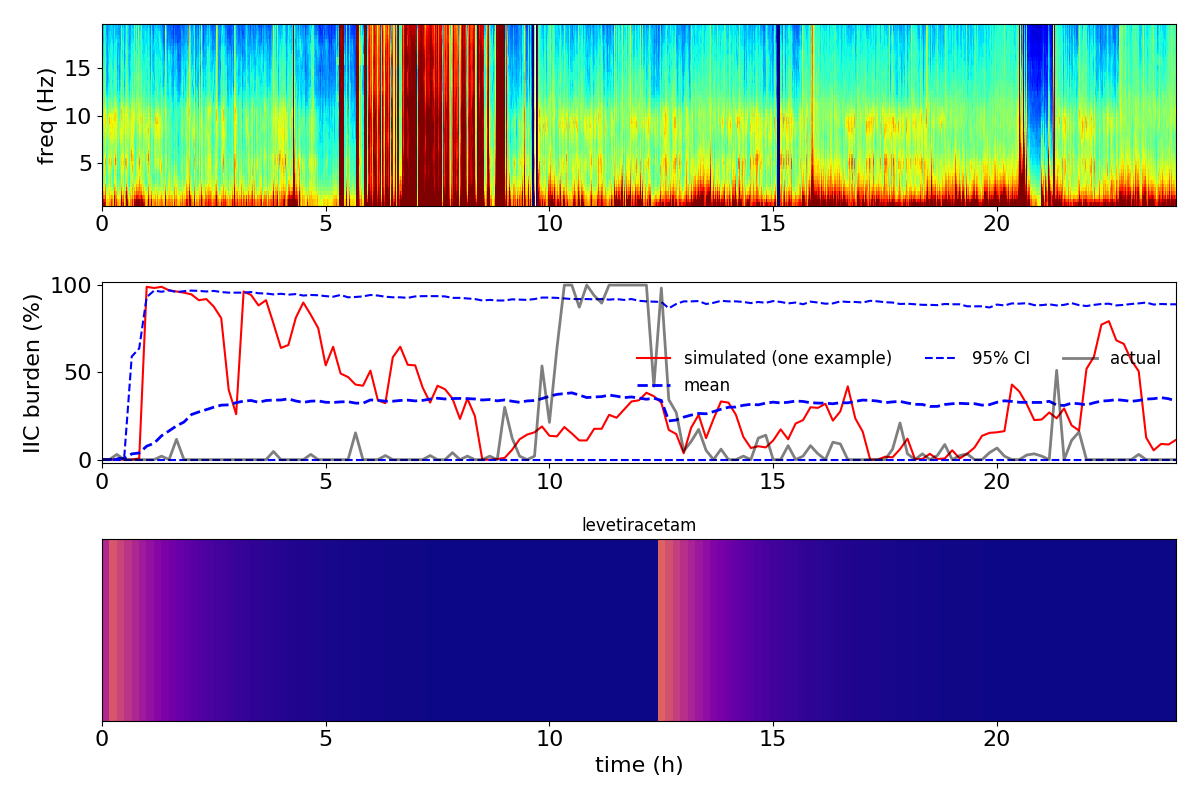 freq (Hz)
15
10
5
0 5 10 15 20
IIC burden (%)
100
50
0
simulated (one example) 95% CI actual
mean
0 5 10 15 20
levetiracetam
0 5 10 15 20
time (h)